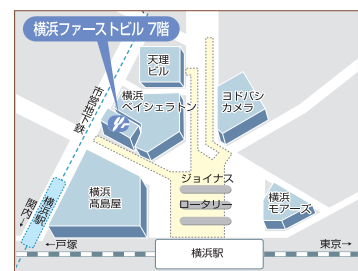 横浜ファーストビル 7階
天理
ビル
横浜
ベイシェラトン
ヨドバシ
カメラ
市営地下鉄
ジョイナス
ロータリー
横浜
髙島屋
横浜
モアーズ
横浜駅
関内→
←戸塚
横浜駅
東京→